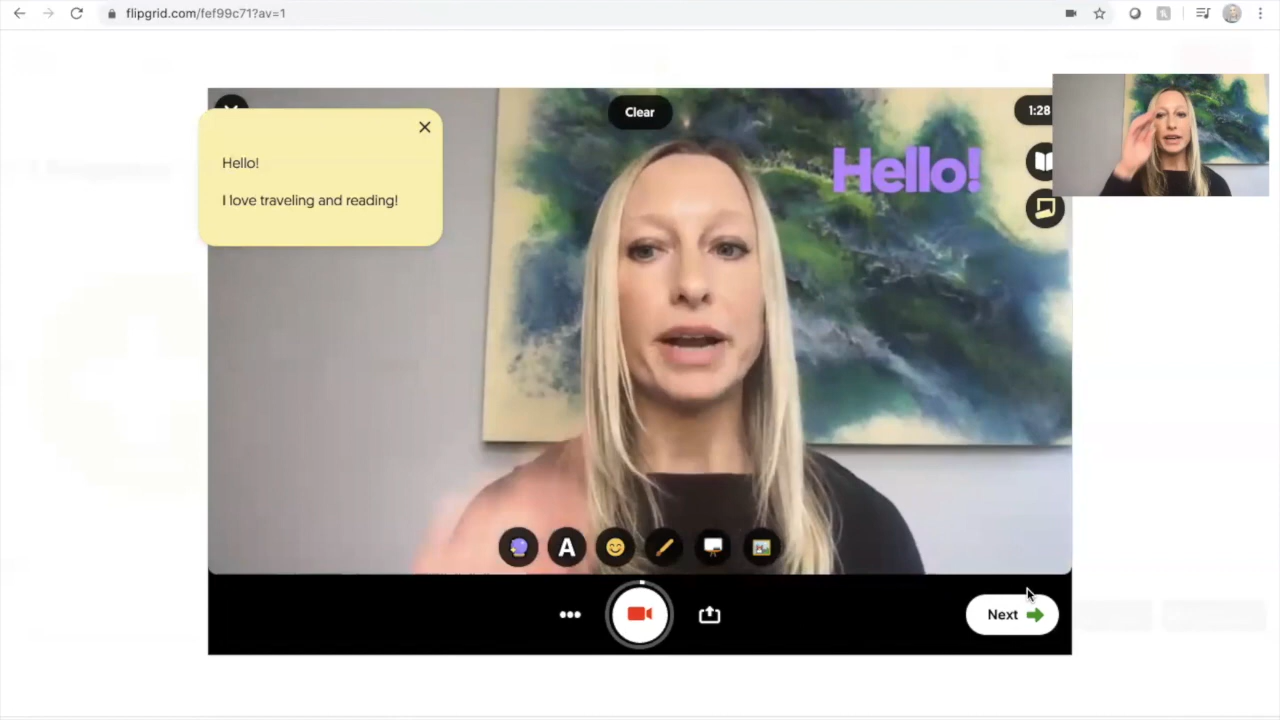 flipgrid.com/fef99c71?av=1
Clear
1:28
Hello!
Hello!
I love traveling and reading!
A
Next